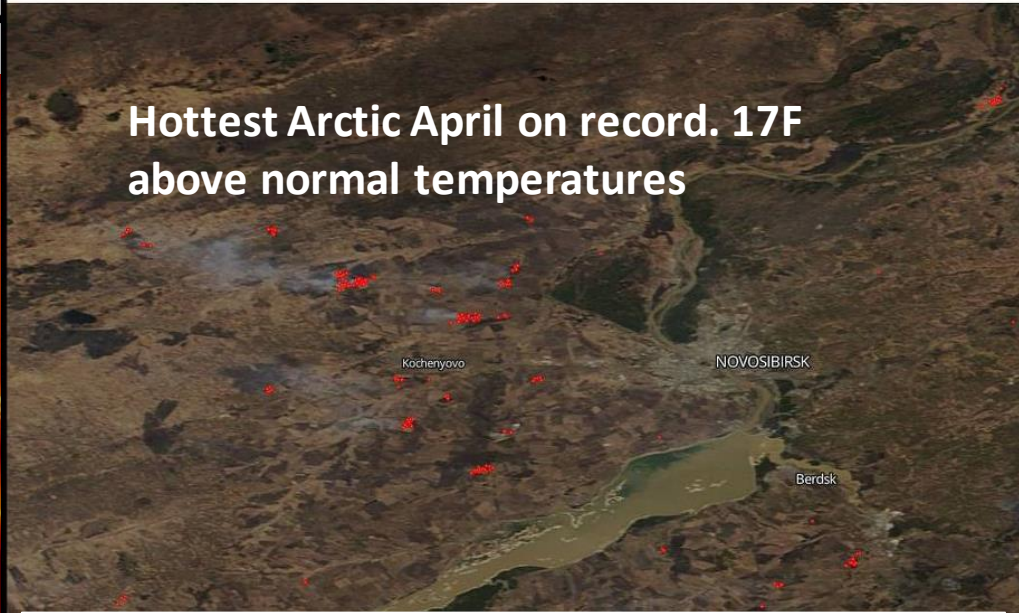 Hottest Arctic April on record. 17F
above normal temperatures
Kochenyovo
NOVOSIBIRSK
Berdsk